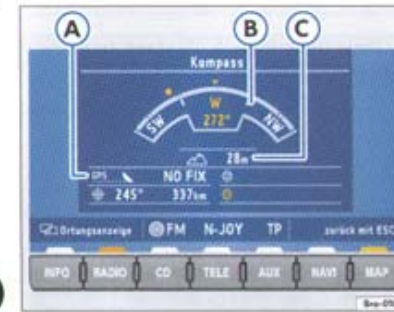 A B C
Kompass
W
272°
SW NW
28m
GPS NO FIX
245° 337km
Ortungsanzeige FM N-JOY TP zurück mit ESC
INFO RADIO CD TELE AUX NAVI MAP